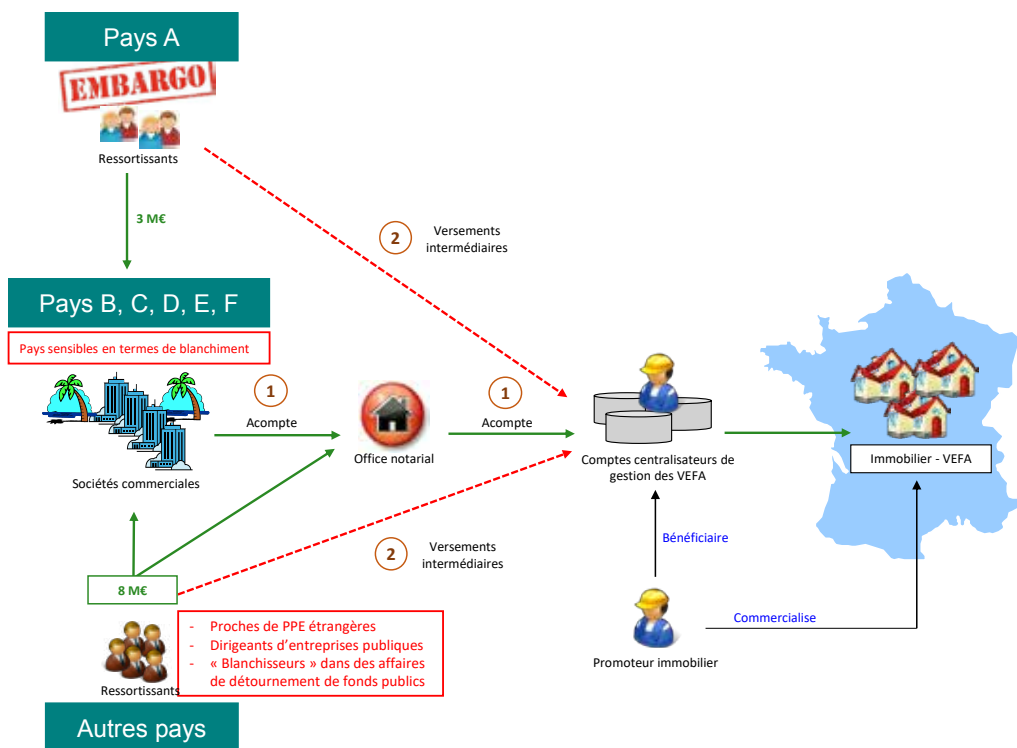 Pays A
EMBARGO
Ressortissants
3 M€
2
Versements
intermédiaires
Pays B, C, D, E, F
Pays sensibles en termes de blanchiment
1
Acompte
1
Acompte
Office notarial
Sociétés commerciales
Comptes centralisateurs de
gestion des VEFA
Immobilier - VEFA
Bénéficiaire
2
Versements
intermédiaires
8 M€
Commercialise
- Proches de PPE étrangères
- Dirigeants d’entreprises publiques
- « Blanchisseurs » dans des affaires
de détournement de fonds publics
Promoteur immobilier
Ressortissants
Autres pays